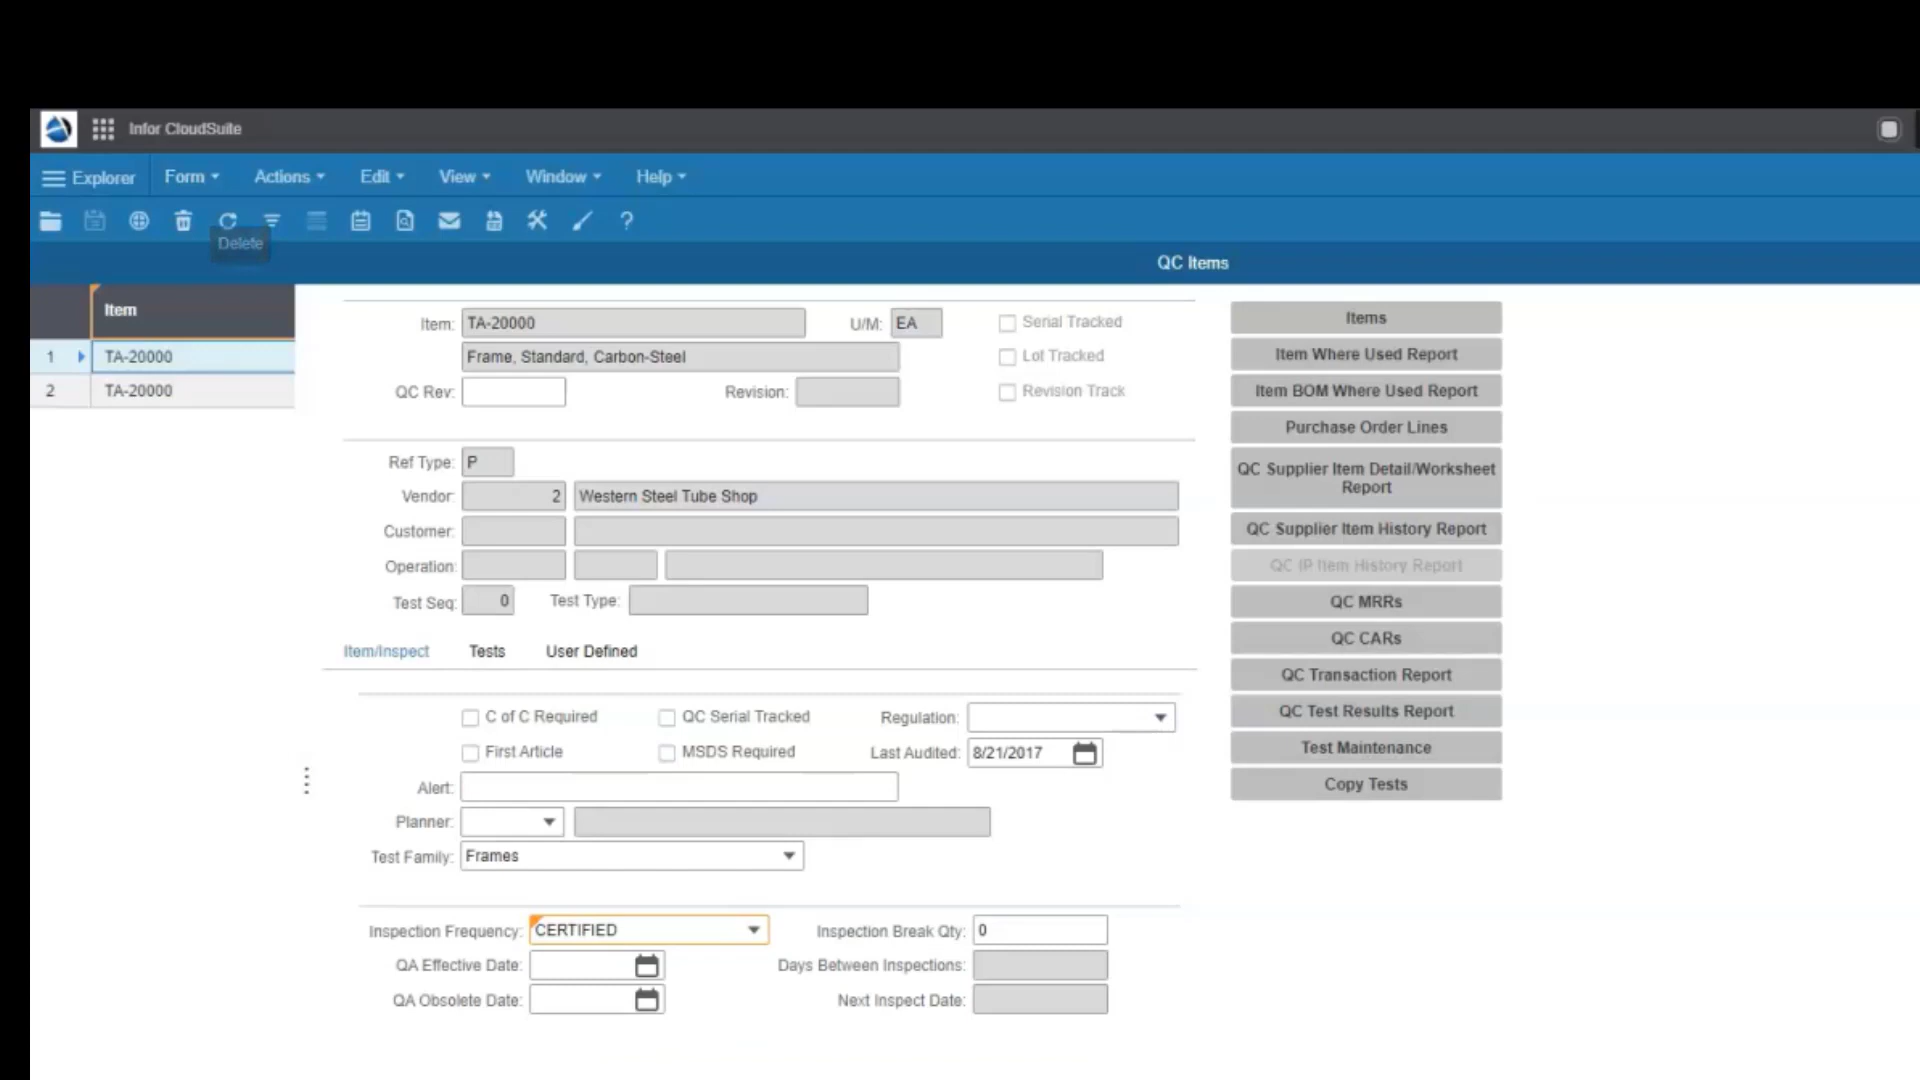 Infor CloudSuite
Explorer Form Actions Edit View Window Help
?
Delete
QC Items
Item
1 TA-20000
2 TA-20000
Item: TA-20000 U/M: EA Serial Tracked
Frame, Standard, Carbon-Steel Lot Tracked
QC Rev: Revision: Revision Track
Ref Type: P
Vendor: 2 Western Steel Tube Shop
Customer:
Operation:
Test Seq: 0 Test Type:
Item/Inspect Tests User Defined
C of C Required QC Serial Tracked Regulation:
First Article MSDS Required Last Audited: 8/21/2017
Alert:
Planner:
Test Family: Frames
Inspection Frequency: CERTIFIED Inspection Break Qty: 0
QA Effective Date: Days Between Inspections:
QA Obsolete Date: Next Inspect Date:
Items
Item Where Used Report
Item BOM Where Used Report
Purchase Order Lines
QC Supplier Item Detail/Worksheet
Report
QC Supplier Item History Report
QC IP Item History Report
QC MRRs
QC CARs
QC Transaction Report
QC Test Results Report
Test Maintenance
Copy Tests